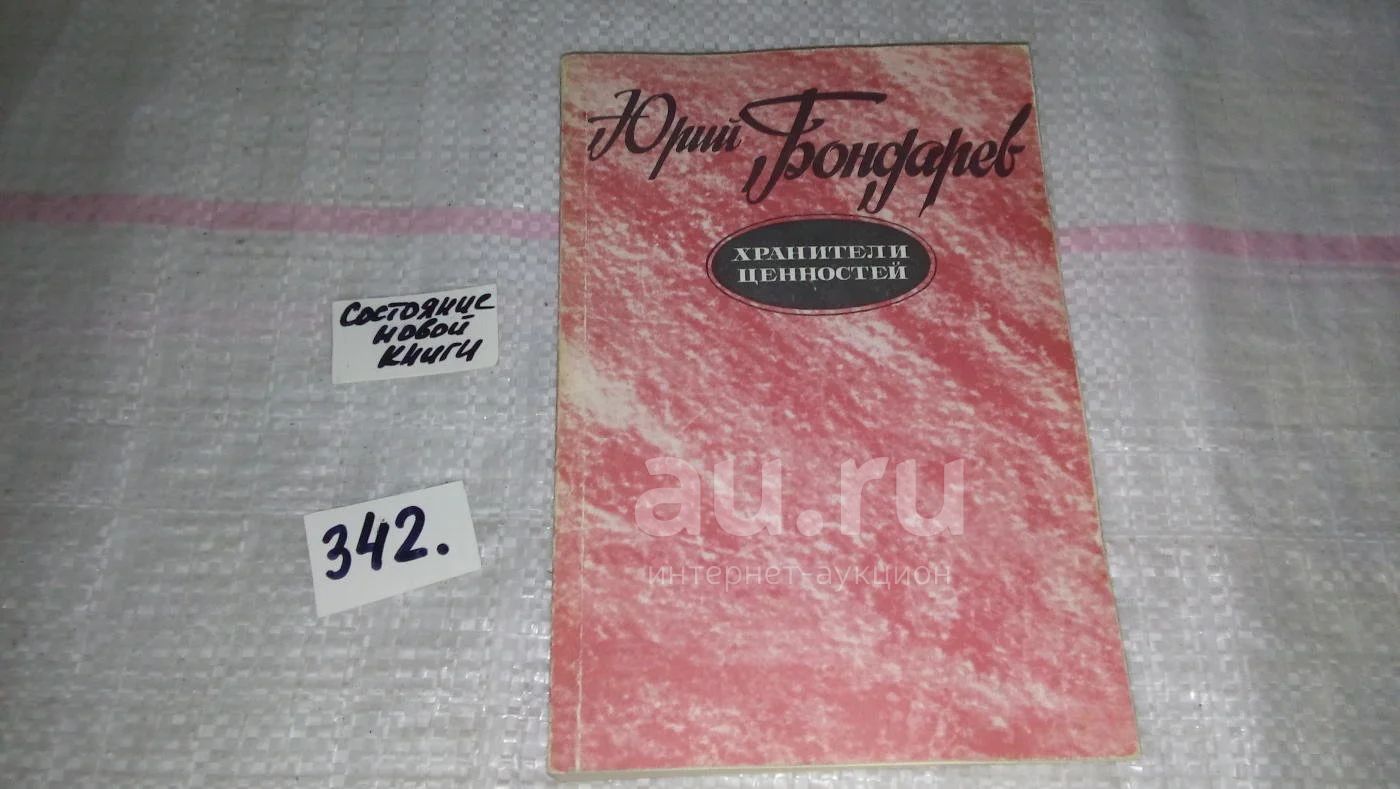 Юрий Бондарев
ХРАНИТЕЛИ
ЦЕННОСТЕЙ
Состояние
новой
книги
342.
au.ru
интернет-аукцион